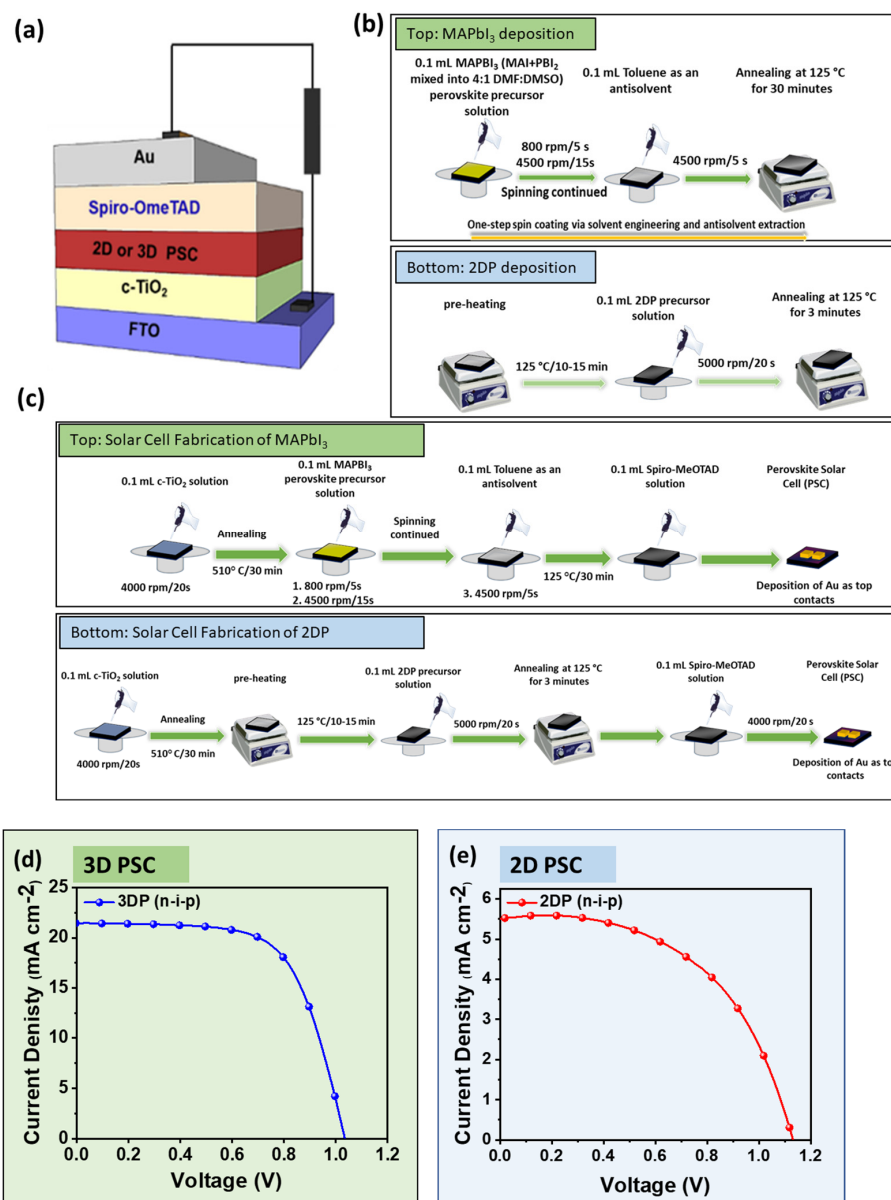 (a)
Au
Spiro-OmeTAD
2D or 3D PSC
c-TiO2
FTO
(b)
Top: MAPbI3 deposition
0.1 mL MAPBI3 (MAI+PBI2
mixed into 4:1 DMF:DMSO)
perovskite precursor
solution
800 rpm/5 s
4500 rpm/15s
Spinning continued
0.1 mL Toluene as an
antisolvent
4500 rpm/5 s
Annealing at 125 °C
for 30 minutes
One-step spin coating via solvent engineering and antisolvent extraction
Bottom: 2DP deposition
pre-heating
125 °C/10-15 min
0.1 mL 2DP precursor
solution
5000 rpm/20 s
Annealing at 125 °C
for 3 minutes
(c)
Top: Solar Cell Fabrication of MAPbI3
0.1 mL c-TiO2 solution
4000 rpm/20s
Annealing
510° C/30 min
0.1 mL MAPBI3
perovskite precursor
solution
1. 800 rpm/5s
2. 4500 rpm/15s
Spinning
continued
0.1 mL Toluene as an
antisolvent
3. 4500 rpm/5s
125 °C/30 min
0.1 mL Spiro-MeOTAD
solution
Perovskite Solar
Cell (PSC)
Deposition of Au as top
contacts
Bottom: Solar Cell Fabrication of 2DP
0.1 mL c-TiO2 solution
4000 rpm/20s
Annealing
510° C/30 min
pre-heating
125 °C/10-15 min
0.1 mL 2DP precursor
solution
5000 rpm/20 s
Annealing at 125 °C
for 3 minutes
0.1 mL Spiro-MeOTAD
solution
4000 rpm/20 s
Perovskite Solar
Cell (PSC)
Deposition of Au as top
contacts
(d)
3D PSC
3DP (n-i-p)
Current Denisty (mA cm-2)
25
20
15
10
5
0
0.0 0.2 0.4 0.6 0.8 1.0 1.2
Voltage (V)
(e)
2D PSC
2DP (n-i-p)
Current Density (mA cm-2)
6
5
4
3
2
1
0
0.0 0.2 0.4 0.6 0.8 1.0 1.2
Voltage (V)